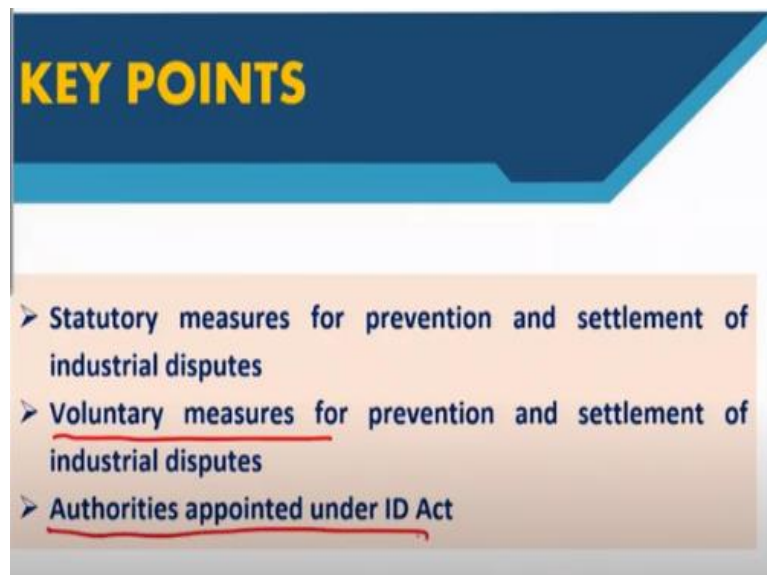 KEY POINTS
➤ Statutory measures for prevention and settlement of
industrial disputes
➤ Voluntary measures for prevention and settlement of
industrial disputes
➤ Authorities appointed under ID Act